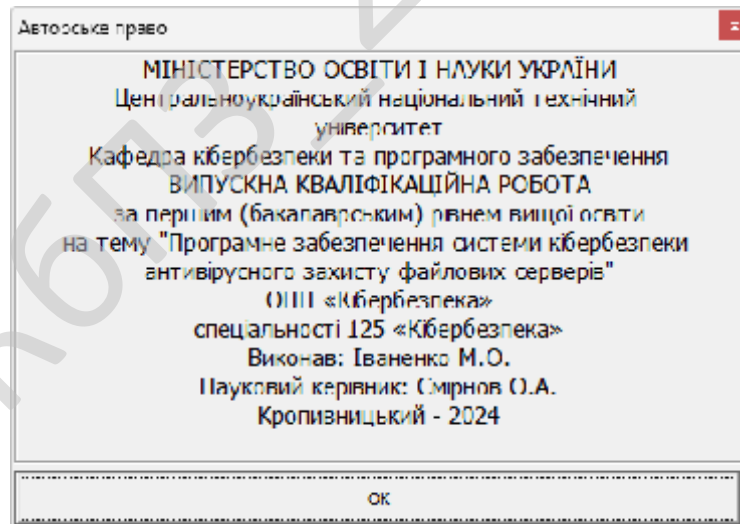 Авторське право
МІНІСТЕРСТВО ОСВІТИ І НАУКИ УКРАЇНИ
Центральноукраїнський національний технічний
університет
Кафедра кібербезпеки та програмного забезпечення
ВИПУСКНА КВАЛІФІКАЦІЙНА РОБОТА
за першим (бакалаврським) рівнем вищої освіти
на тему "Програмне забезпечення системи кібербезпеки
антивірусного захисту файлових серверів"
ОПП «Кібербезпека»
спеціальності 125 «Кібербезпека»
Виконав: Іваненко М.О.
Науковий керівник: Смірнов О.А.
Кропивницький - 2024
ОК